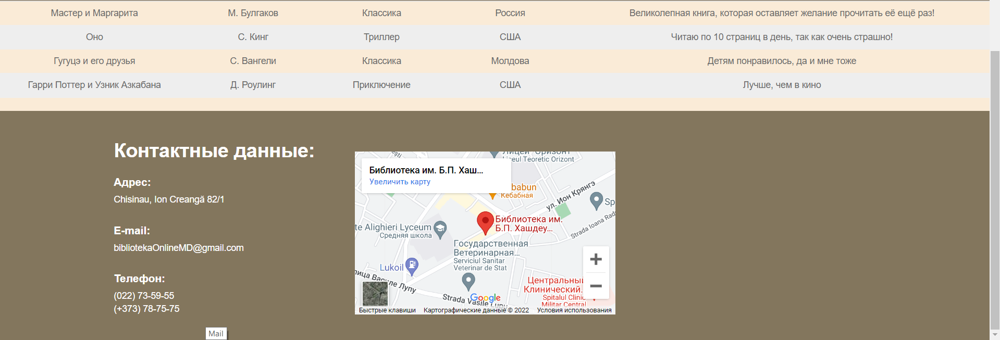 Мастер и Маргарита М. Булгаков Классика Россия Великолепная книга, которая оставляет желание прочитать её ещё раз!
Оно С. Кинг Триллер США Читаю по 10 страниц в день, так как очень страшно!
Гугуцэ и его друзья С. Вангели Классика Молдова Детям понравилось, да и мне тоже
Гарри Поттер и Узник Азкабана Д. Роулинг Приключение США Лучше, чем в кино
Контактные данные:
Адрес:
Chisinau, Ion Creangă 82/1
E-mail:
bibliotekaOnlineMD@gmail.com
Телефон:
(022) 73-59-55
(+373) 78-75-75
Mail
Лицей "Оризонт"
Liceul Teoretic Orizont
Библиотека им. Б.П. Хаш...
Увеличить карту
babun
Кебабная
ул. Ион Крянгэ
Sp
Strada Ioana Radu
Библиотека им.
Б.П. Хашдеу...
te Alighieri Lyceum
Средняя школа
Государственная
Ветеринарная...
Serviciul Sanitar
Veterinar de Stat
Lukoil
лица Василе Лупу
Strada Vasile Lupu
Центральный
Клинический...
Spitalul Clinic
Militar Central
Google
Быстрые клавиши Картографические данные © 2022 Условия использования